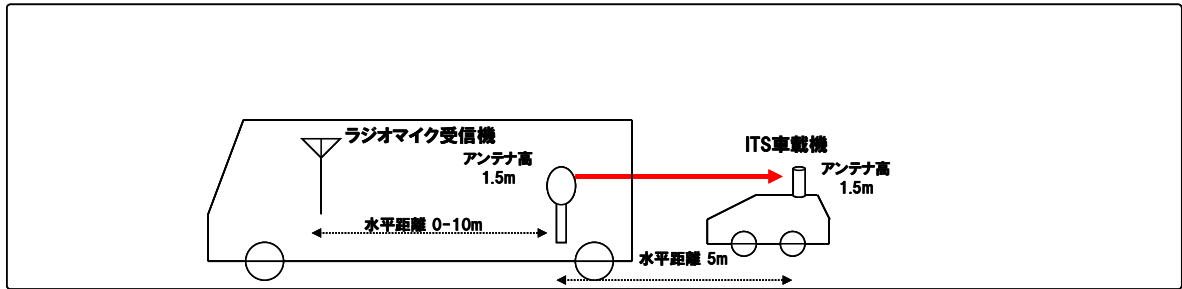 ラジオマイク受信機
アンテナ高
1.5m
ITS車載機
アンテナ高
1.5m
水平距離 0-10m
水平距離 5m